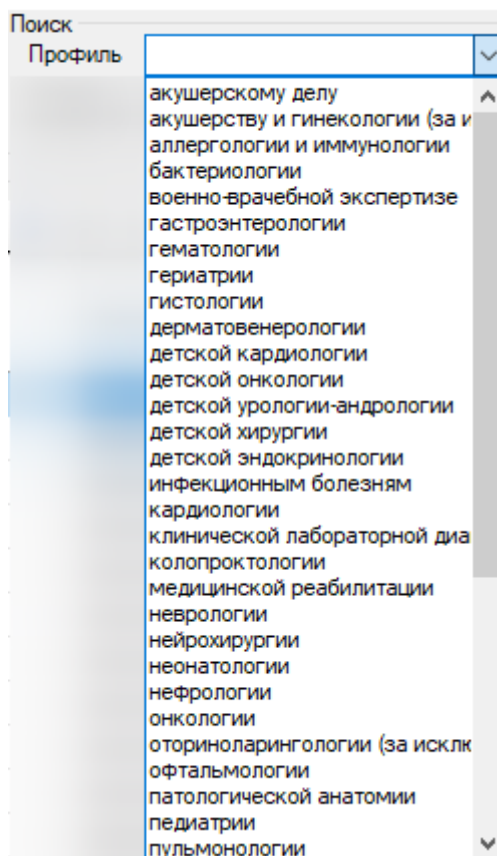 Поиск
Профиль
акушерскому делу
акушерству и гинекологии (за и
аллергологии и иммунологии
бактериологии
военно-врачебной экспертизе
гастроэнтерологии
гематологии
гериатрии
гистологии
дерматовенерологии
детской кардиологии
детской онкологии
детской урологии-андрологии
детской хирургии
детской эндокринологии
инфекционным болезням
кардиологии
клинической лабораторной диа
колопроктологии
медицинской реабилитации
неврологии
нейрохирургии
неонатологии
нефрологии
онкологии
оториноларингологии (за исклю
офтальмологии
патологической анатомии
педиатрии
пульмонологии